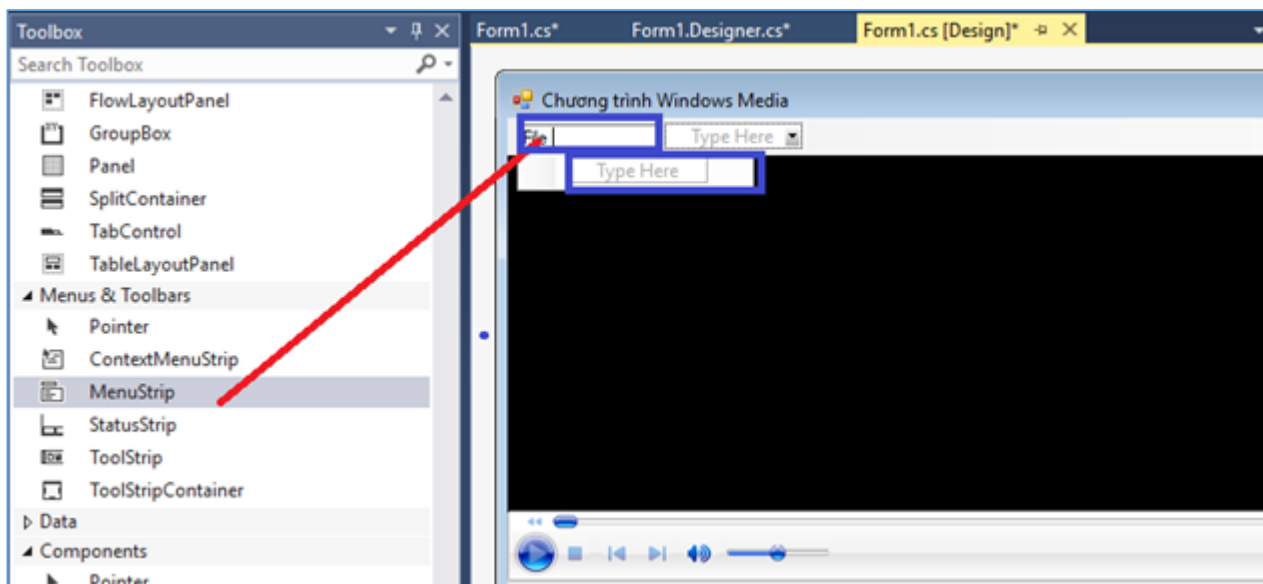 Toolbox
Form1.cs*
Form1.Designer.cs*
Form1.cs [Design]*
Search Toolbox
FlowLayoutPanel
GroupBox
Panel
SplitContainer
TabControl
TableLayoutPanel
Menus & Toolbars
Pointer
ContextMenuStrip
MenuStrip
StatusStrip
ToolStrip
ToolStripContainer
Data
Components
Pointer
Chương trình Windows Media
File
Type Here
Type Here